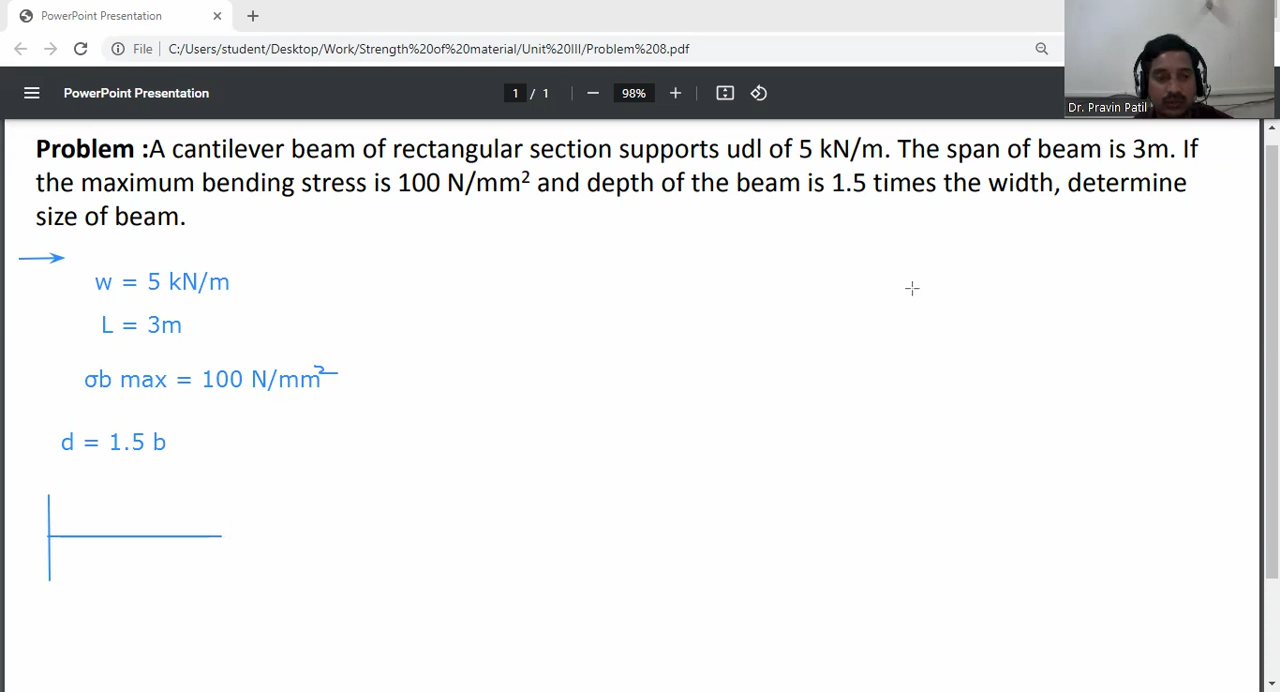 PowerPoint Presentation
File C:/Users/student/Desktop/Work/Strength%20of%20material/Unit%20III/Problem%208.pdf
PowerPoint Presentation
1 / 1
98%
Dr. Pravin Patil
Problem :A cantilever beam of rectangular section supports udl of 5 kN/m. The span of beam is 3m. If
the maximum bending stress is 100 N/mm² and depth of the beam is 1.5 times the width, determine
size of beam.
w = 5 kN/m
L = 3m
σb max = 100 N/mm²
d = 1.5 b